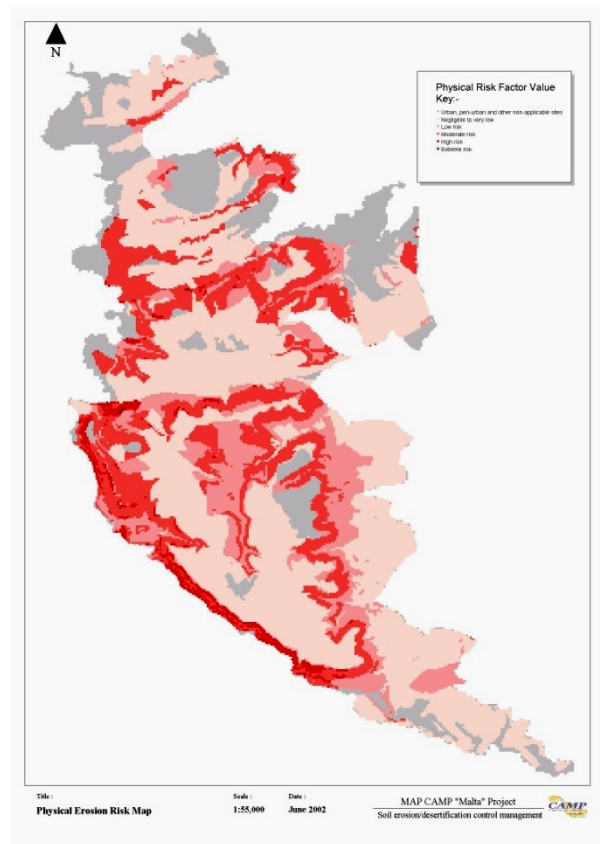 N
Physical Risk Factor Value
Key:-
Urban, peri-urban and other non-applicable sites
Negligible to very low
Low risk
Moderate risk
High risk
Extreme risk
Title :
Physical Erosion Risk Map
Scale :
1:55,000
Date :
June 2002
MAP CAMP "Malta" Project
Soil erosion/desertification control management
CAMP